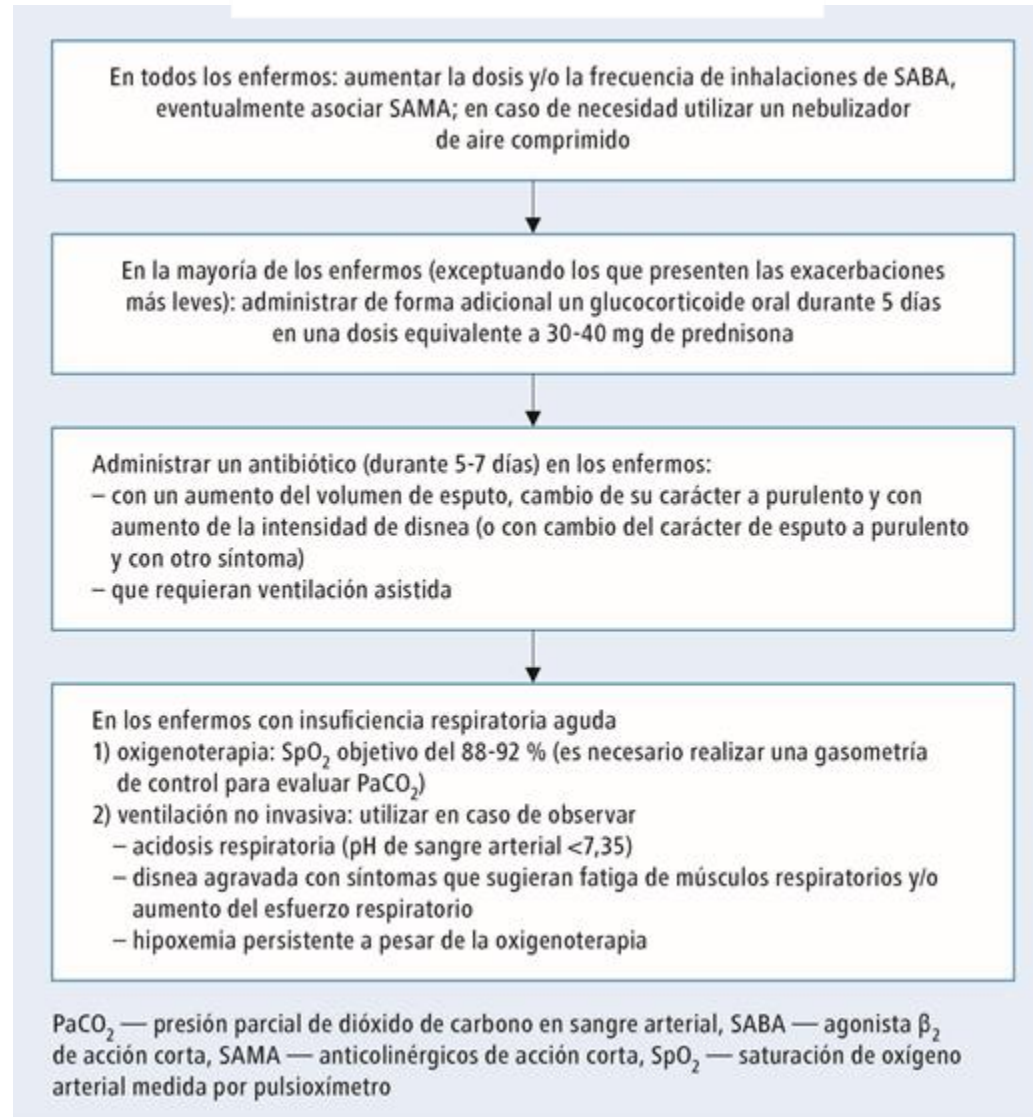 En todos los enfermos: aumentar la dosis y/o la frecuencia de inhalaciones de SABA,
eventualmente asociar SAMA; en caso de necesidad utilizar un nebulizador
de aire comprimido
En la mayoría de los enfermos (exceptuando los que presenten las exacerbaciones
más leves): administrar de forma adicional un glucocorticoide oral durante 5 días
en una dosis equivalente a 30-40 mg de prednisona
Administrar un antibiótico (durante 5-7 días) en los enfermos:
– con un aumento del volumen de esputo, cambio de su carácter a purulento y con
aumento de la intensidad de disnea (o con cambio del carácter de esputo a purulento
y con otro síntoma)
– que requieran ventilación asistida
En los enfermos con insuficiencia respiratoria aguda
1) oxigenoterapia: SpO₂ objetivo del 88-92 % (es necesario realizar una gasometría
de control para evaluar PaCO₂)
2) ventilación no invasiva: utilizar en caso de observar
– acidosis respiratoria (pH de sangre arterial <7,35)
– disnea agravada con síntomas que sugieran fatiga de músculos respiratorios y/o
aumento del esfuerzo respiratorio
– hipoxemia persistente a pesar de la oxigenoterapia
PaCO₂ — presión parcial de dióxido de carbono en sangre arterial, SABA — agonista β₂
de acción corta, SAMA — anticolinérgicos de acción corta, SpO₂ — saturación de oxígeno
arterial medida por pulsioxímetro